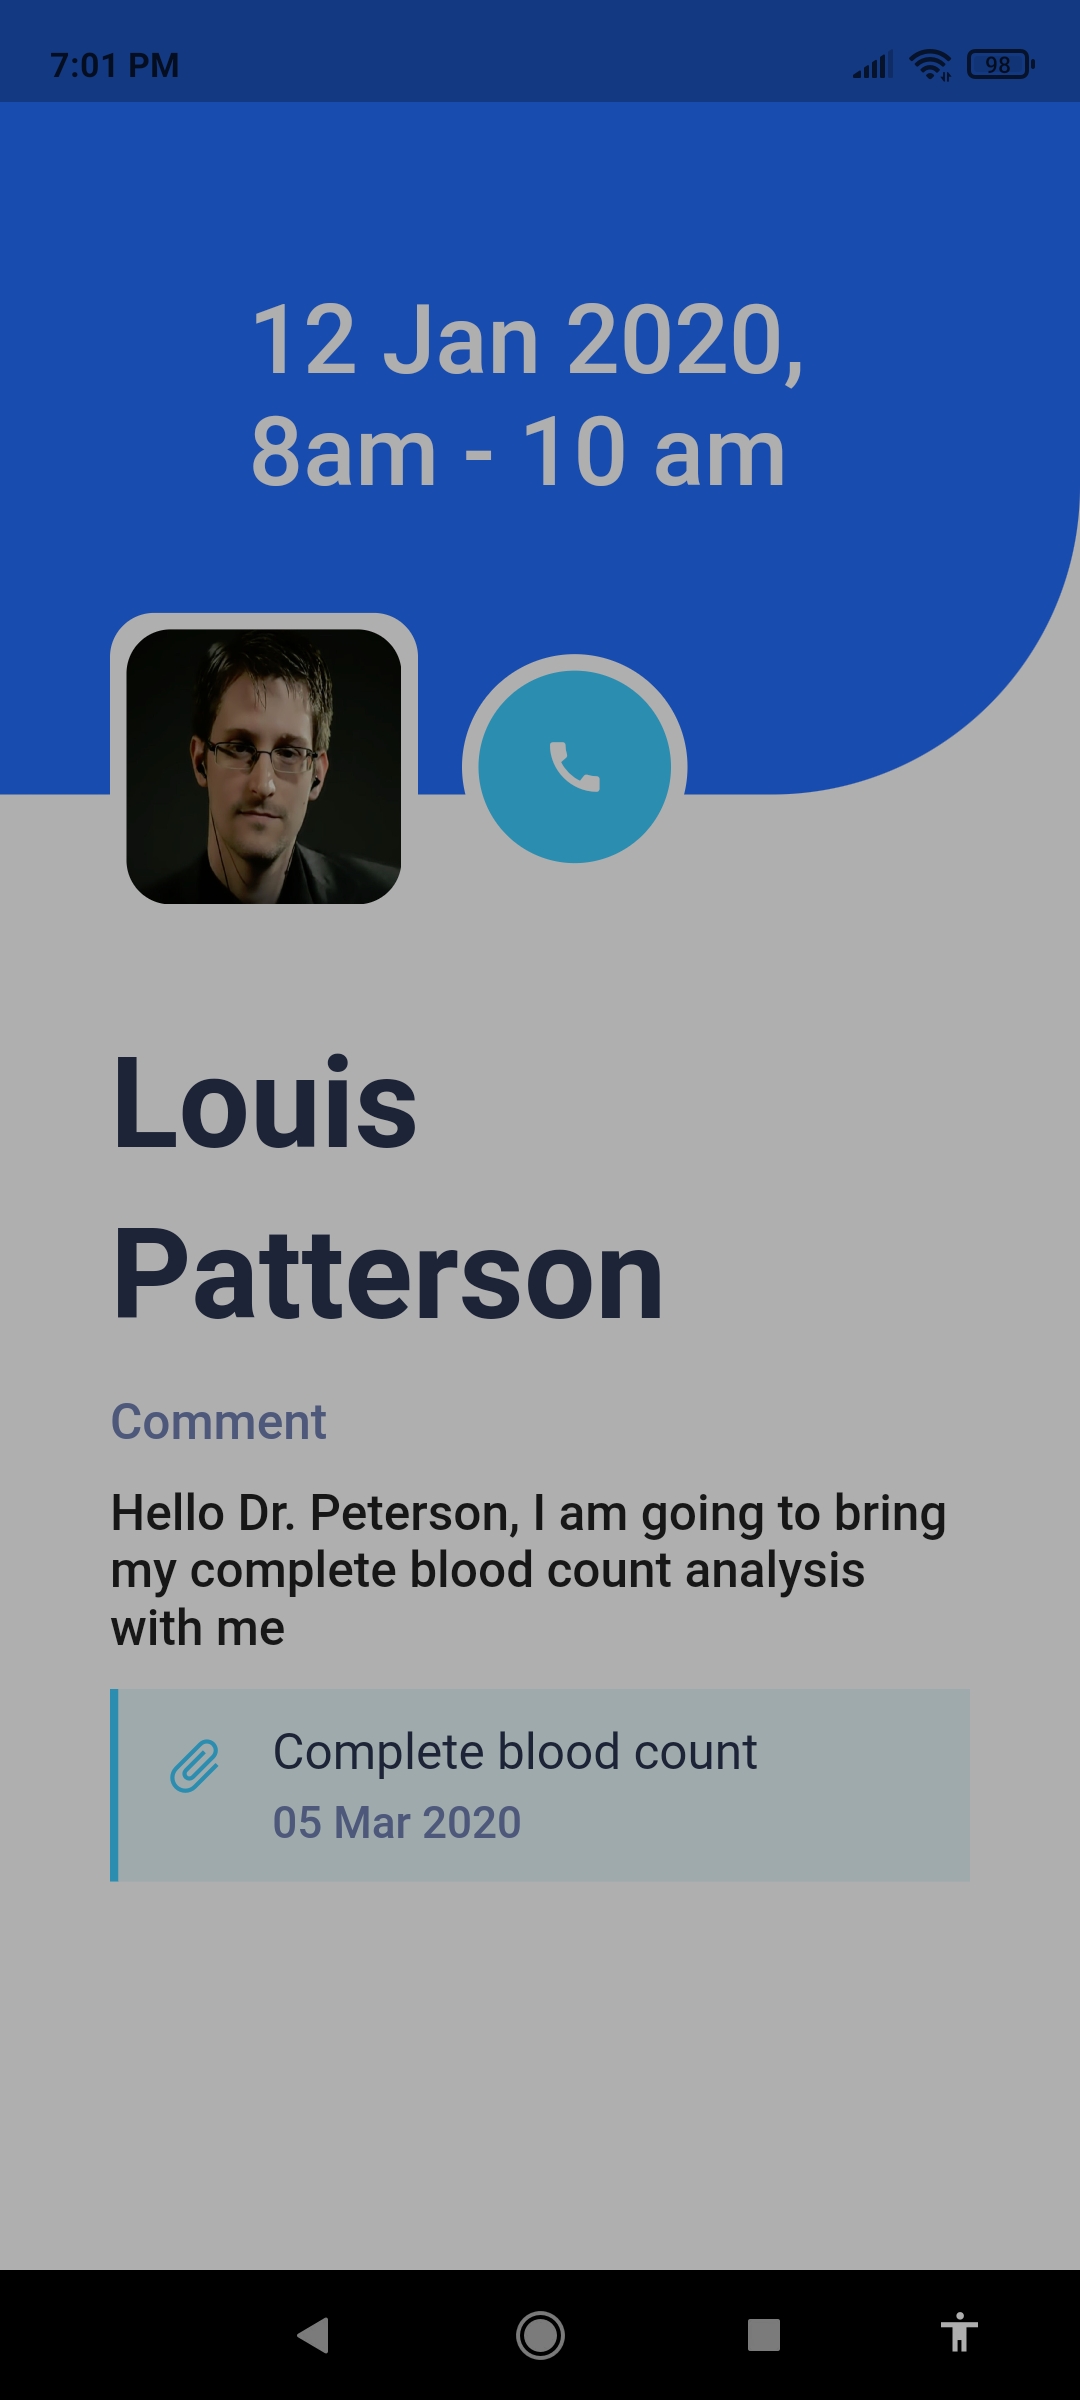 7:01 PM
98
12 Jan 2020,
8am - 10 am
Louis
Patterson
Comment
Hello Dr. Peterson, I am going to bring
my complete blood count analysis
with me
Complete blood count
05 Mar 2020